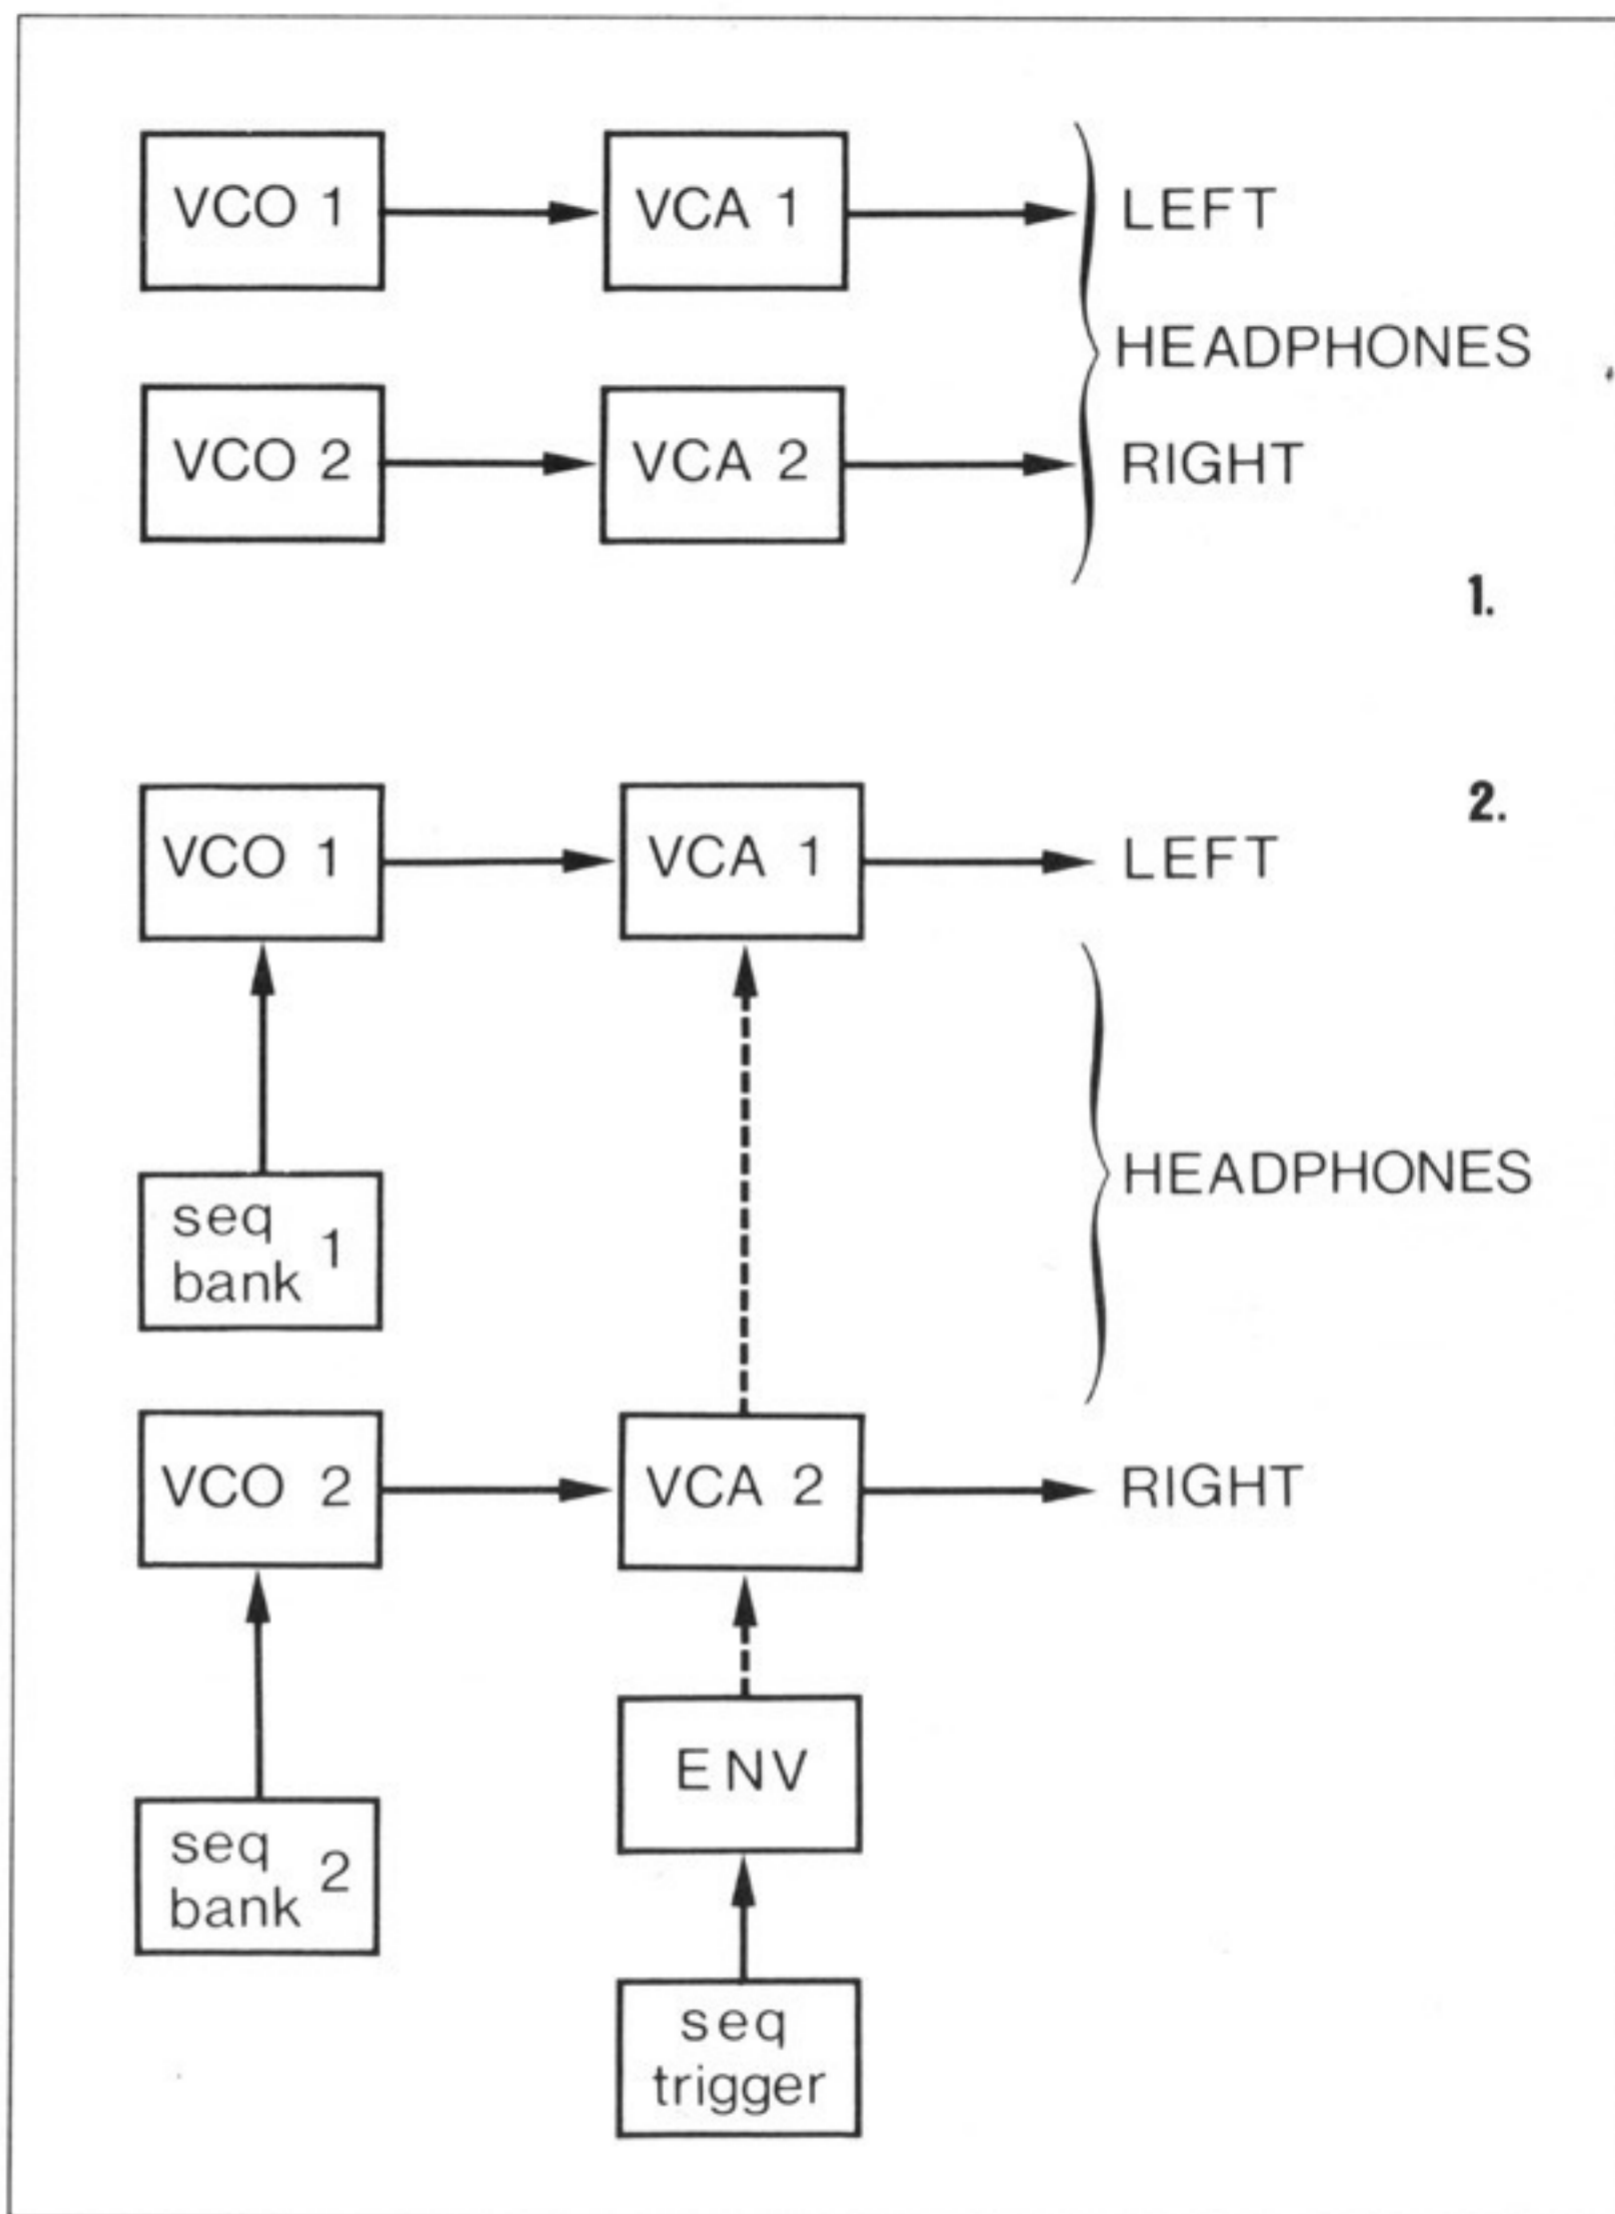 VCO 1
VCA 1
LEFT
HEADPHONES
VCO 2
VCA 2
RIGHT
1.
2.
VCO 1
VCA 1
LEFT
seq
bank 1
HEADPHONES
VCO 2
VCA 2
RIGHT
ENV
seq
bank 2
seq
trigger